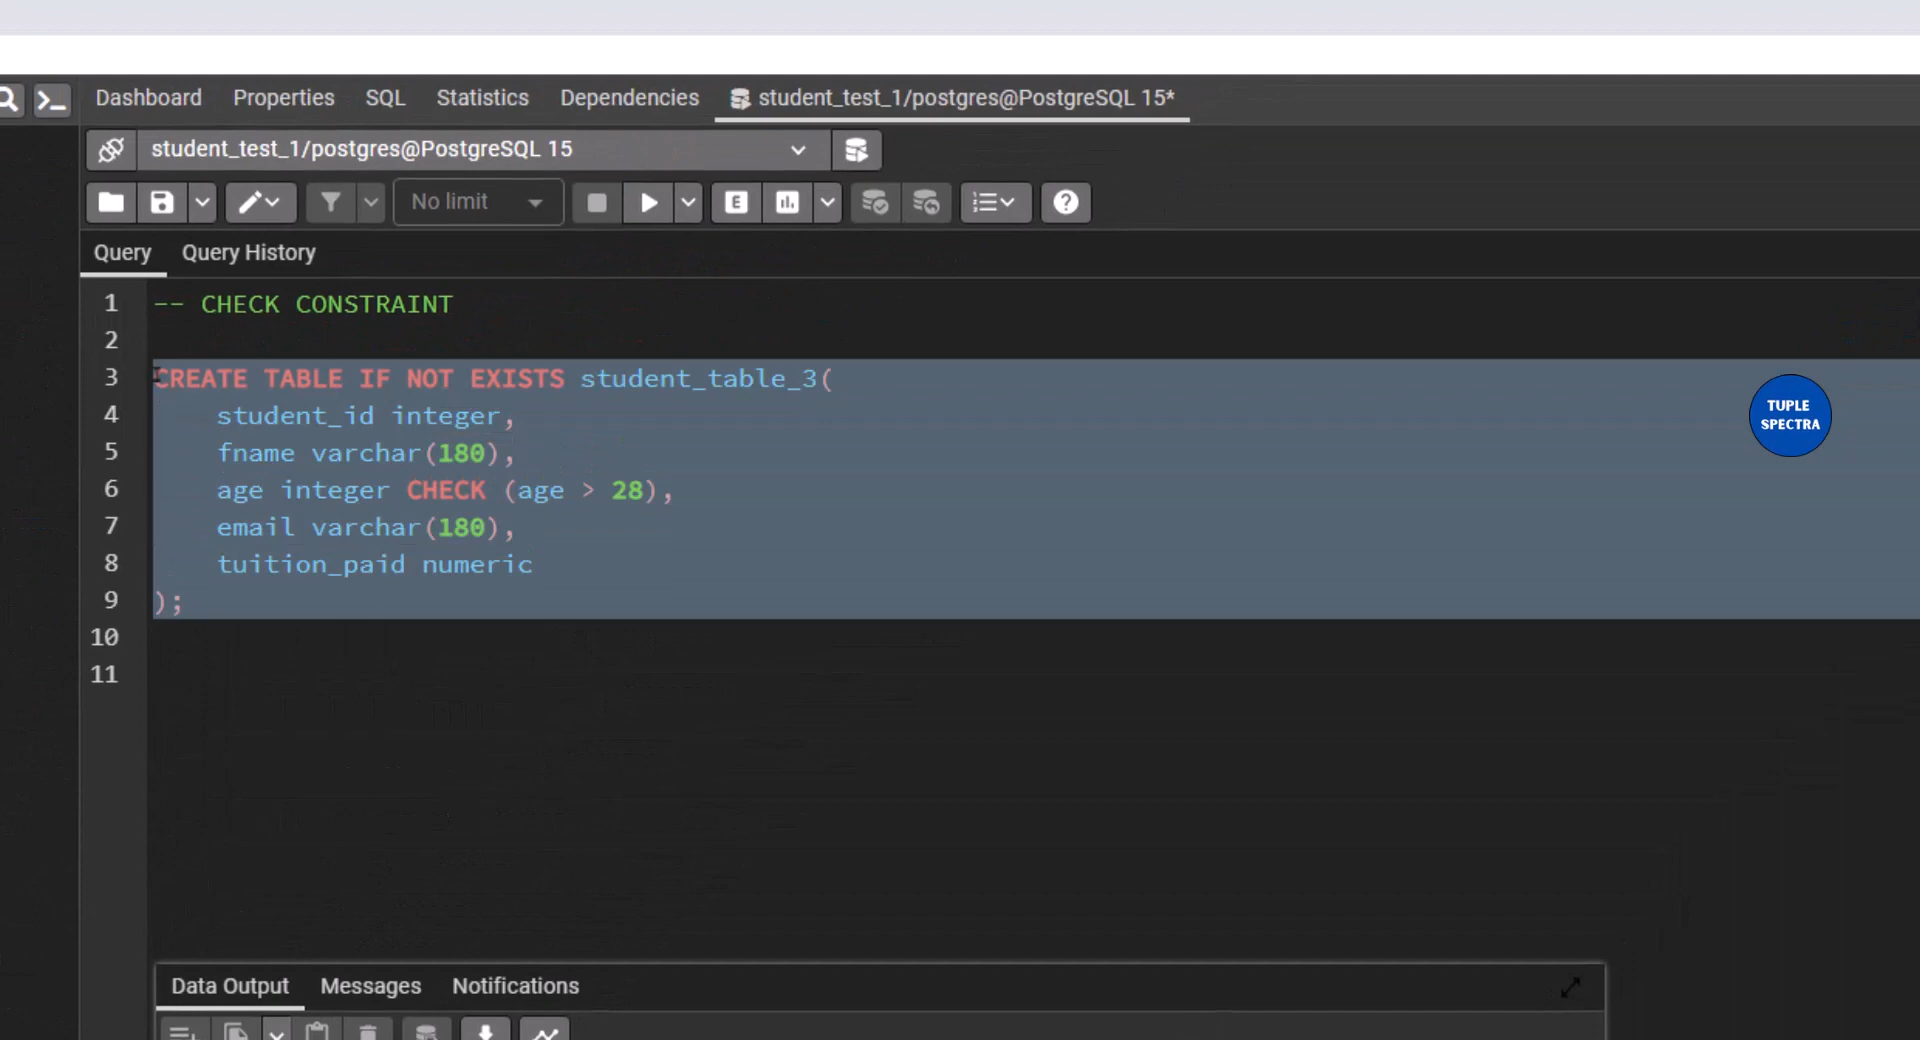 Dashboard Properties SQL Statistics Dependencies student_test_1/postgres@PostgreSQL 15*
student_test_1/postgres@PostgreSQL 15
No limit E
Query Query History
1 -- CHECK CONSTRAINT
2
3 CREATE TABLE IF NOT EXISTS student_table_3(
4 student_id integer,
5 fname varchar(180),
6 age integer CHECK (age > 28),
7 email varchar(180),
8 tuition_paid numeric
9 );
10
11
TUPLE
SPECTRA
Data Output Messages Notifications